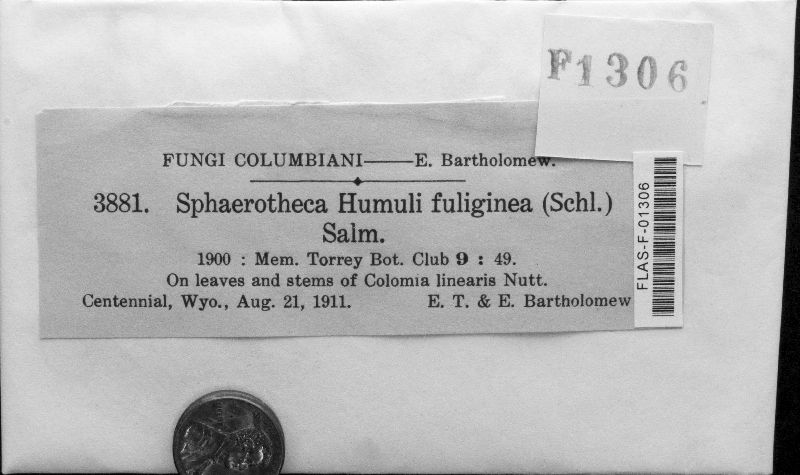 F1306
FUNGI COLUMBIANI——E. Bartholomew.
3881. Sphaerotheca Humuli fuliginea (Schl.)
Salm.
1900 : Mem. Torrey Bot. Club 9 : 49.
On leaves and stems of Colomia linearis Nutt.
Centennial, Wyo., Aug. 21, 1911. E. T. & E. Bartholomew
FLAS-F-01306